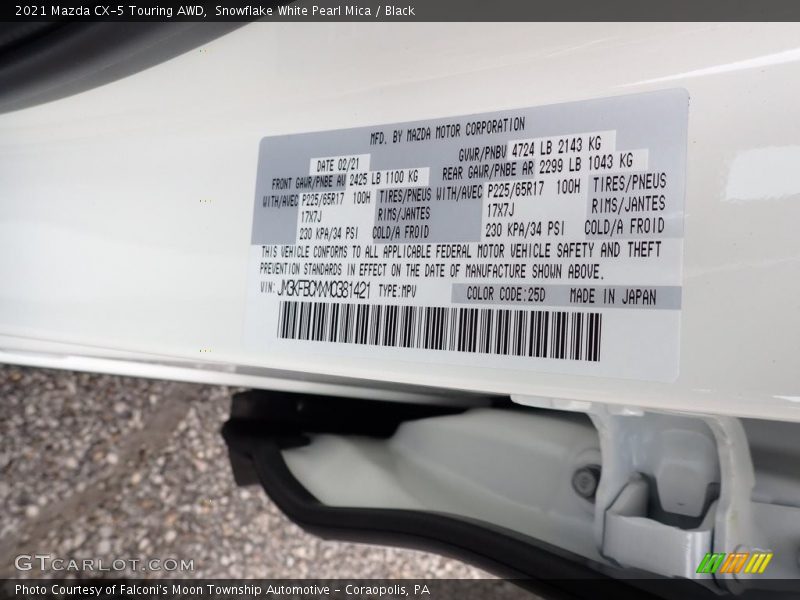 2021 Mazda CX-5 Touring AWD, Snowflake White Pearl Mica / Black
MFD. BY MAZDA MOTOR CORPORATION
DATE 02/21 GVWR/PNBV 4724 LB 2143 KG
FRONT GAWR/PNBE AV 2425 LB 1100 KG REAR GAWR/PNBE AR 2299 LB 1043 KG
WITH/AVEC P225/65R17 100H TIRES/PNEUS WITH/AVEC P225/65R17 100H TIRES/PNEUS
17X7J RIMS/JANTES 17X7J RIMS/JANTES
230 KPA/34 PSI COLD/A FROID 230 KPA/34 PSI COLD/A FROID
THIS VEHICLE CONFORMS TO ALL APPLICABLE FEDERAL MOTOR VEHICLE SAFETY AND THEFT
PREVENTION STANDARDS IN EFFECT ON THE DATE OF MANUFACTURE SHOWN ABOVE.
VIN: JM3KFBCMXM0381421 TYPE:MPV COLOR CODE:25D MADE IN JAPAN
GTCARLOT.COM
Photo Courtesy of Falconi's Moon Township Automotive - Coraopolis, PA